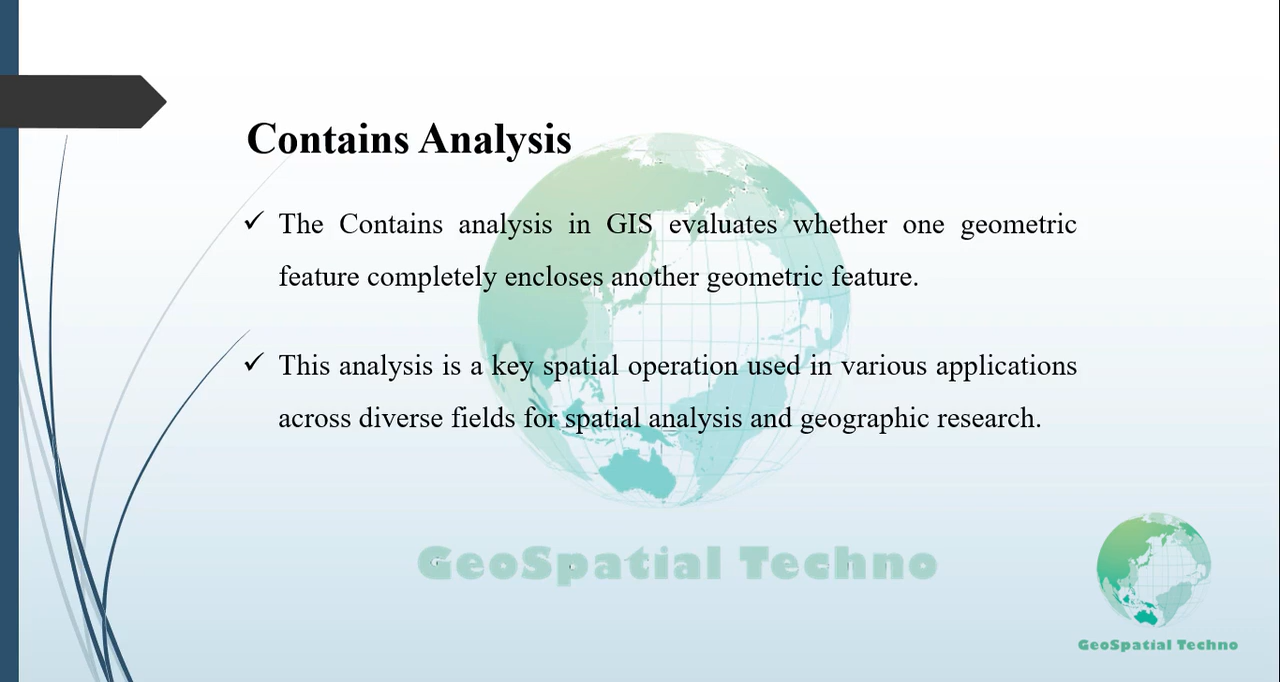 Contains Analysis
✓ The Contains analysis in GIS evaluates whether one geometric
feature completely encloses another geometric feature.
✓ This analysis is a key spatial operation used in various applications
across diverse fields for spatial analysis and geographic research.
GeoSpatial Techno
GeoSpatial Techno